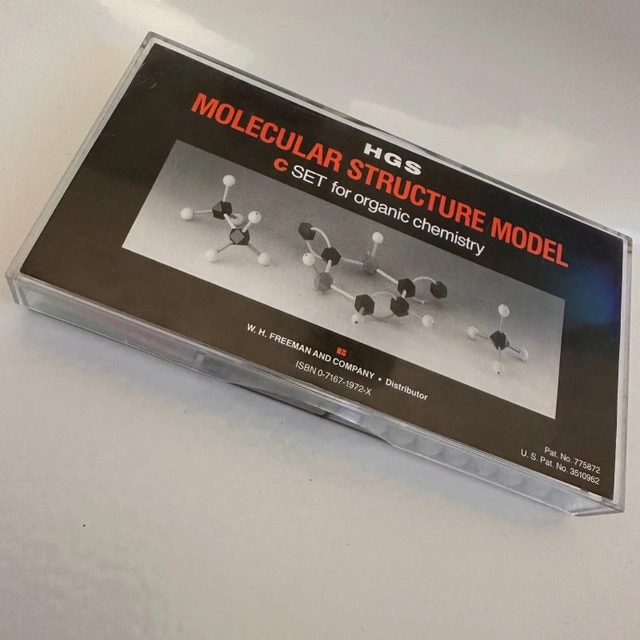 HGS
MOLECULAR STRUCTURE MODEL
C SET for organic chemistry
W. H. FREEMAN AND COMPANY • Distributor
ISBN 0-7167-1972-X
Pat. No. 775872
U. S. Pat. No. 3510962